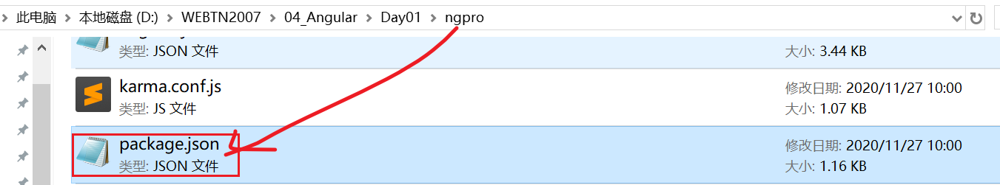 此电脑 > 本地磁盘 (D:) > WEBTN2007 > 04_Angular > Day01 > ngpro
类型: JSON 文件 大小: 3.44 KB
karma.conf.js 修改日期: 2020/11/27 10:00
类型: JS 文件 大小: 1.07 KB
package.json 修改日期: 2020/11/27 10:00
类型: JSON 文件 大小: 1.16 KB